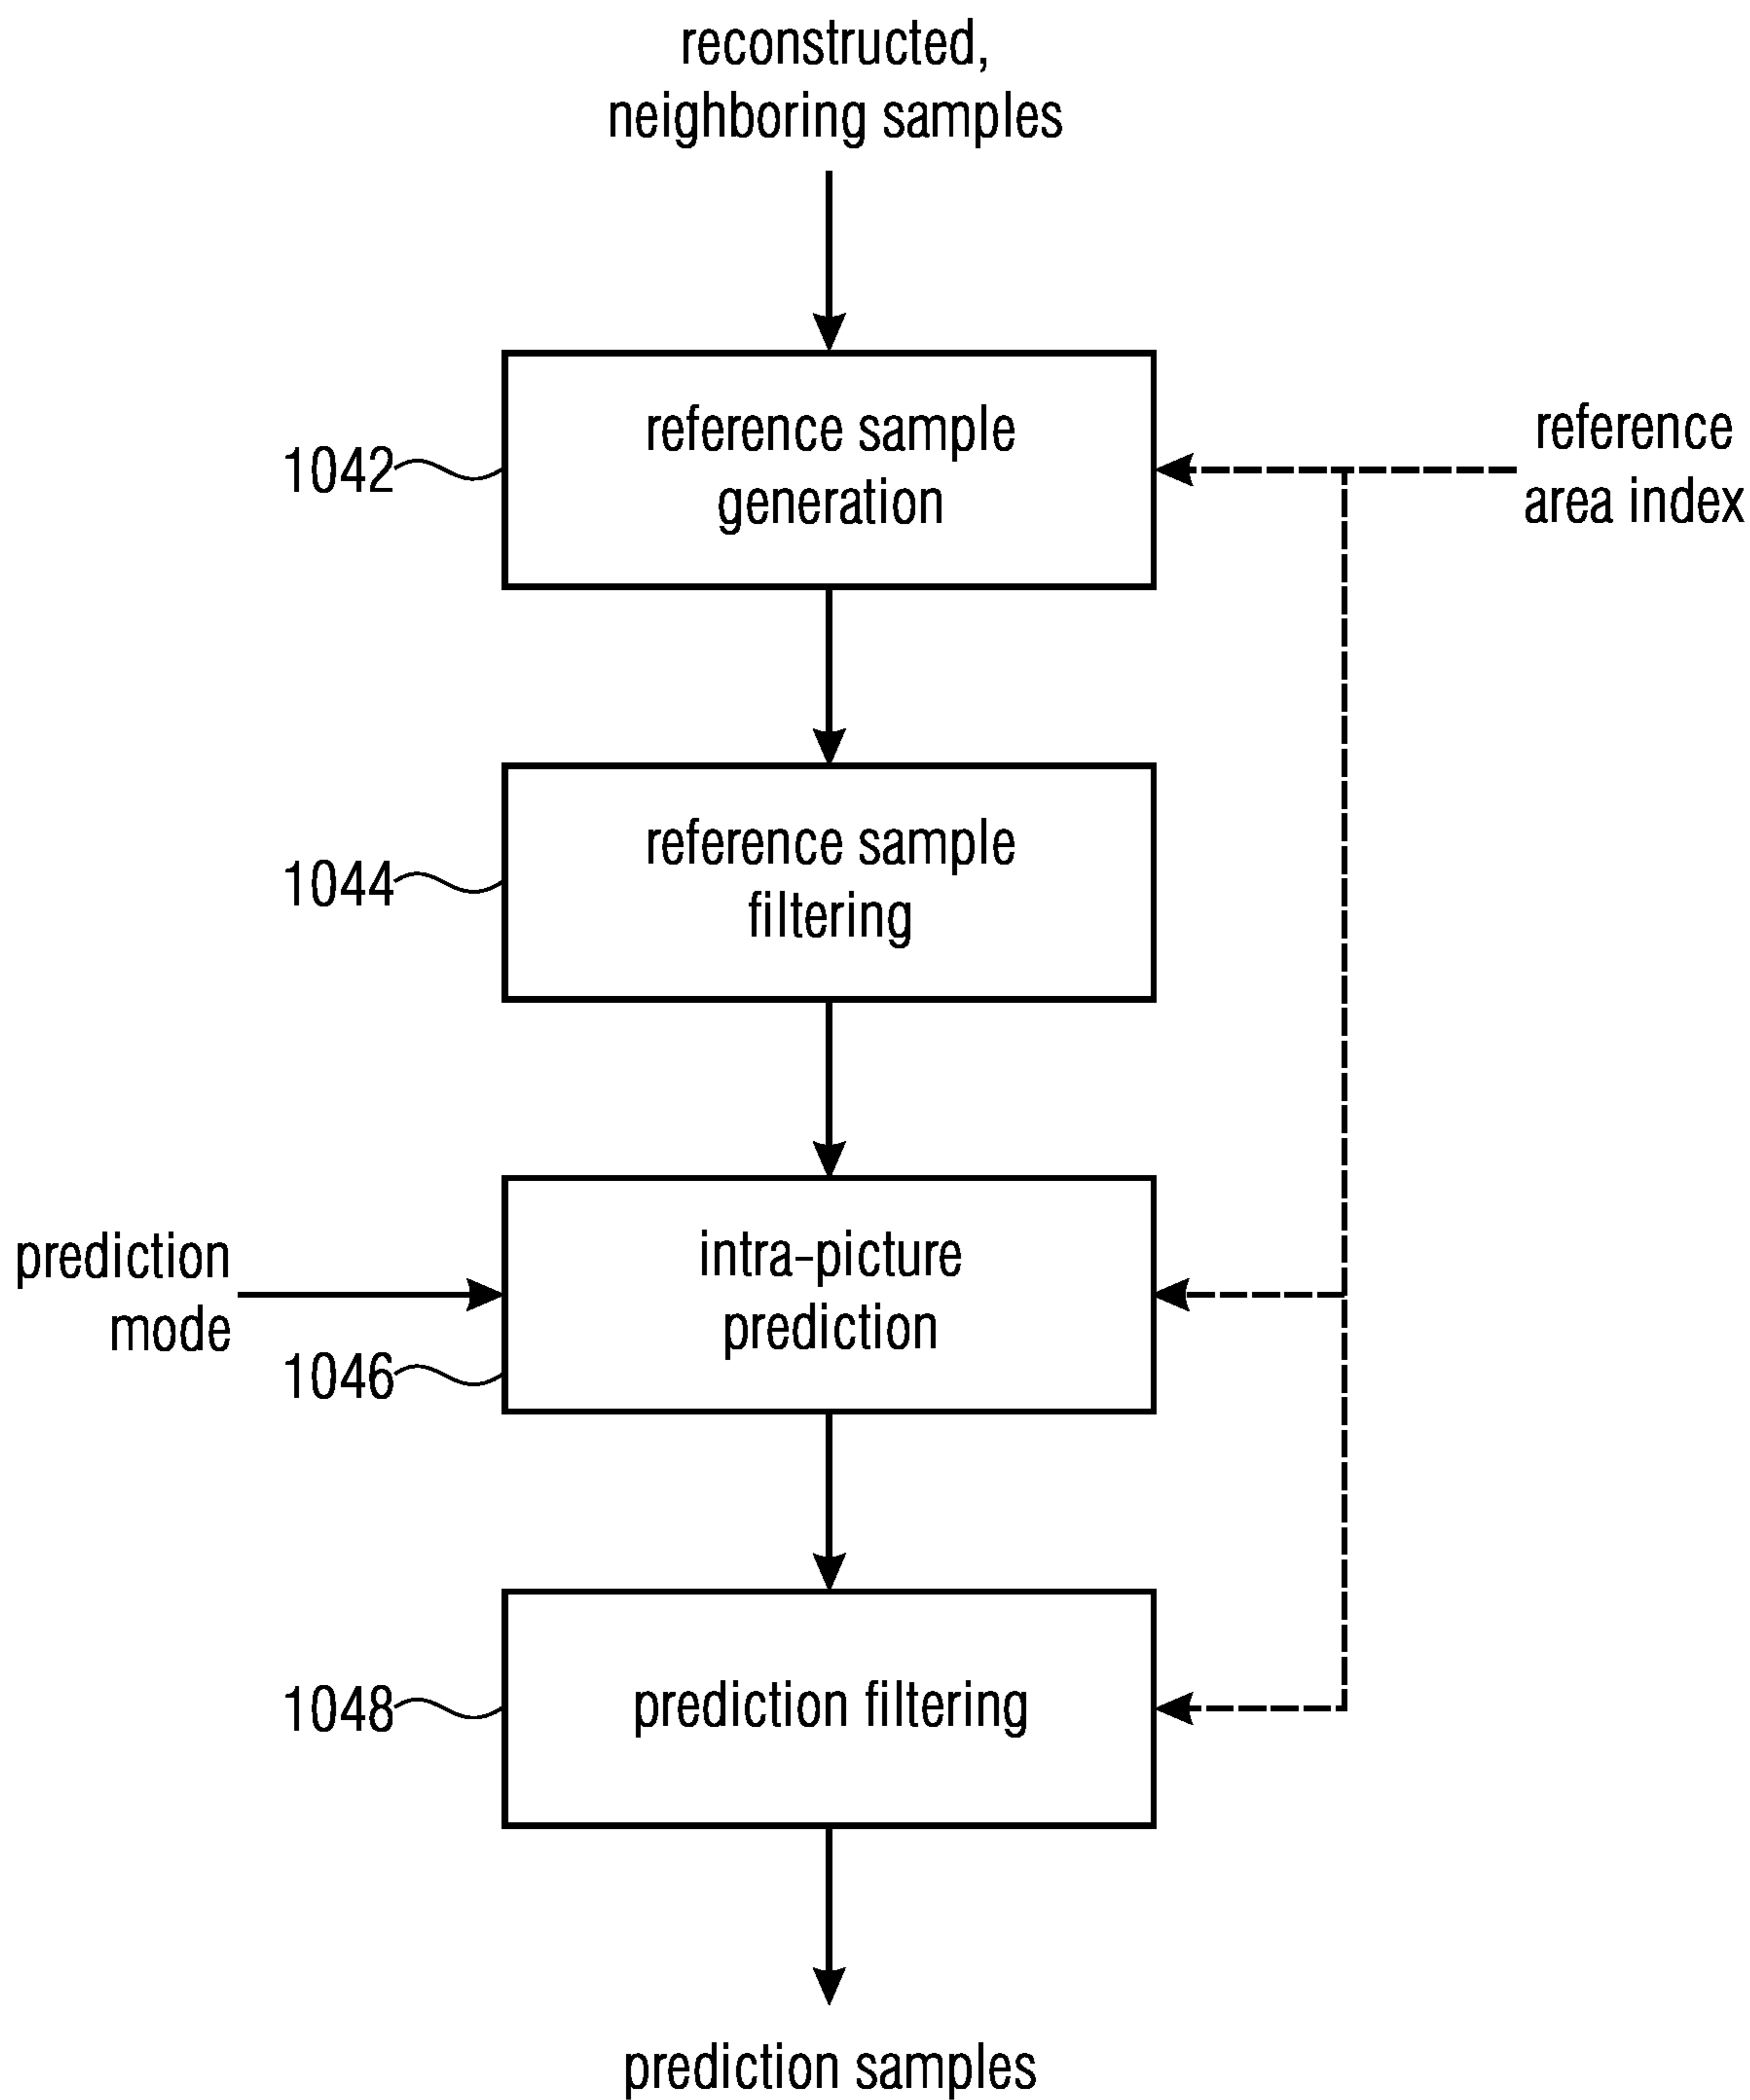 reconstructed,
neighboring samples
reference sample
generation
1042
reference
area index
reference sample
filtering
1044
prediction
mode
intra-picture
prediction
1046
prediction filtering
1048
prediction samples